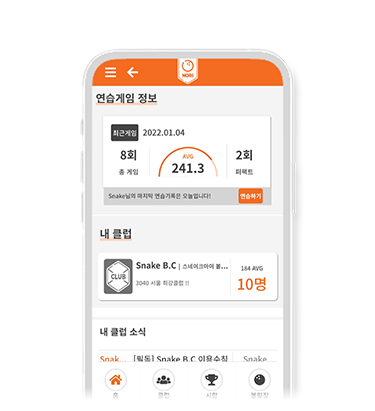 NORI
연습게임 정보
최근게임 2022.01.04
8회 AVG 2회
총 게임 241.3 퍼펙트
Snake님의 마지막 연습기록은 오늘입니다! 연습하기
내 클럽
CLUB Snake B.C | 스네이크아이 볼... 184 AVG
3040 서울 최강클럽 !! 10명
내 클럽 소식
Snak [필독] Snake B.C 이용수칙 Snake
홈 클럽 시합 볼링장